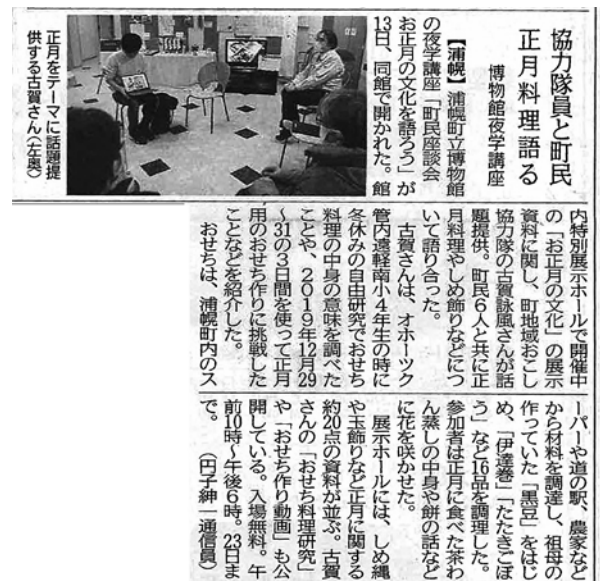 協力隊員と町民
正月料理語る
博物館夜学講座
【浦幌】浦幌町立博物館
の夜学講座「町民座談会
お正月の文化を語ろう」が
13日、同館で開かれた。館
正月をテーマに話題提
供する古賀さん(左奥)
内特別展示ホールで開催中
の「お正月の文化」の展示
資料に関し、町地域おこし
協力隊の古賀詠風さんが話
題提供。町民6人と共に正
月料理やしめ飾りなどにつ
いて語り合った。
古賀さんは、オホーツク
管内遠軽南小4年生の時に
冬休みの自由研究でおせち
料理の中身の意味を調べた
ことや、2019年12月29
〜31の3日間を使って正月
用のおせち作りに挑戦した
ことなどを紹介した。
おせちは、浦幌町内のス
ーパーや道の駅、農家など
から材料を調達し、祖母の
作っていた「黒豆」をはじ
め、「伊達巻」「たたきごぼ
う」など16品を調理した。
参加者は正月に食べた茶わ
ん蒸しの中身や餅の話など
に花を咲かせた。
展示ホールには、しめ縄
や玉飾りなど正月に関する
約20点の資料が並ぶ。古賀
さんの「おせち料理研究」
や「おせち作り動画」も公
開している。入場無料。午
前10時〜午後6時。23日ま
で。(円子紳一通信員)